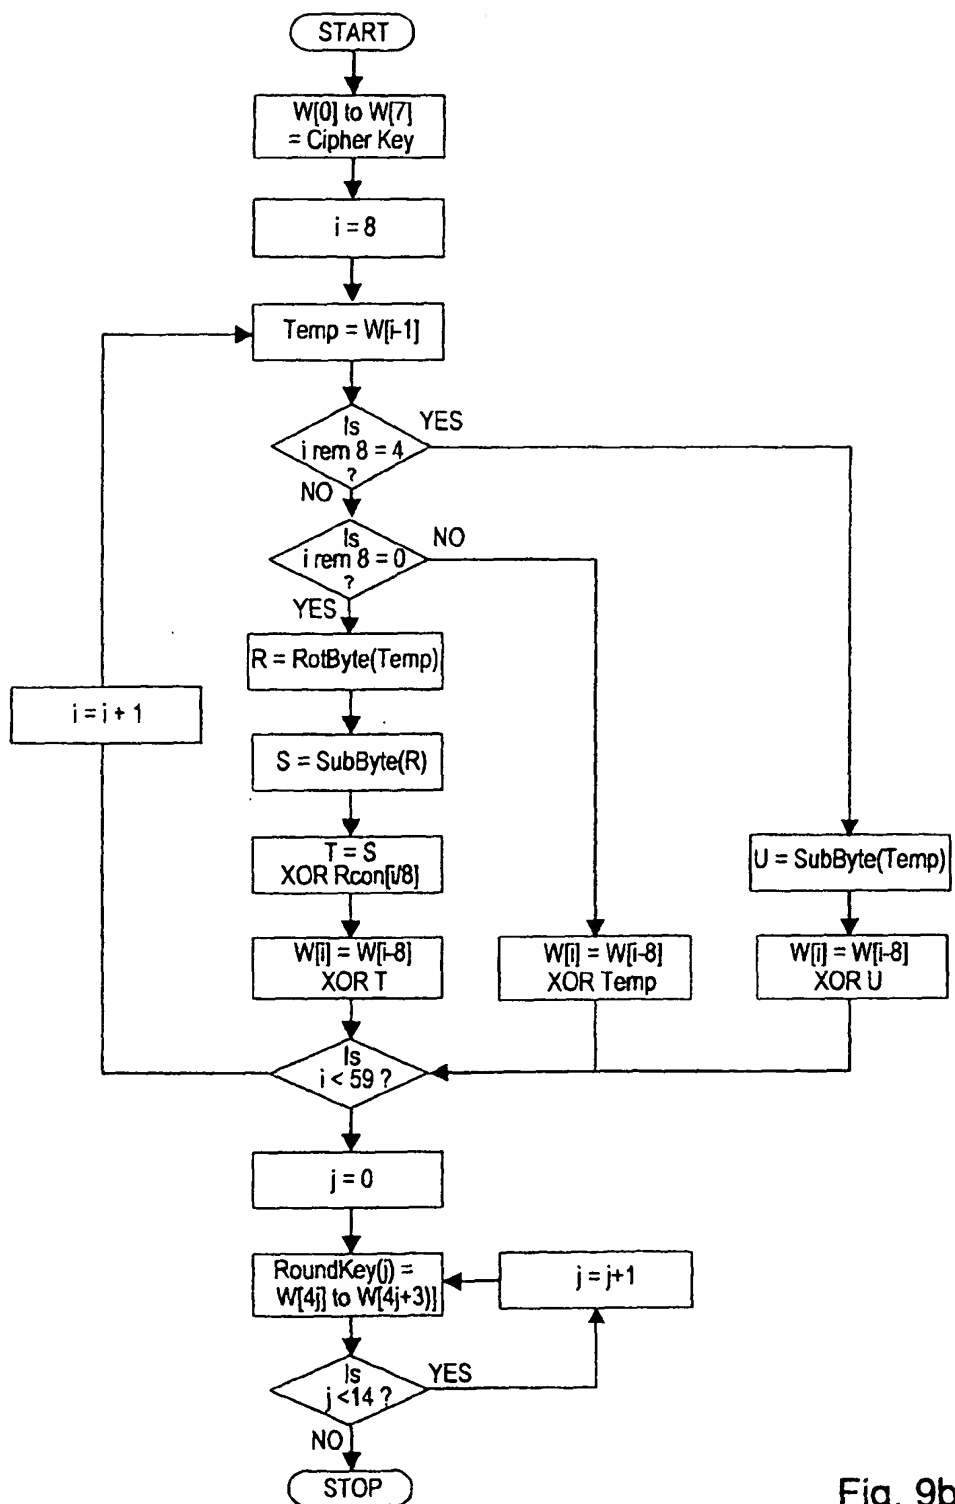 START
W[0] to W[7]
= Cipher Key
i = 8
Temp = W[i-1]
Is
i rem 8 = 4
?
YES
NO
Is
i rem 8 = 0
?
NO
YES
R = RotByte(Temp)
i = i + 1
S = SubByte(R)
T = S
XOR Rcon[i/8]
U = SubByte(Temp)
W[i] = W[i-8]
XOR T
W[i] = W[i-8]
XOR Temp
W[i] = W[i-8]
XOR U
Is
i < 59 ?
j = 0
RoundKey(j) =
W[4j] to W[4j+3)]
j = j+1
Is
j <14 ?
YES
NO
STOP
Fig. 9b